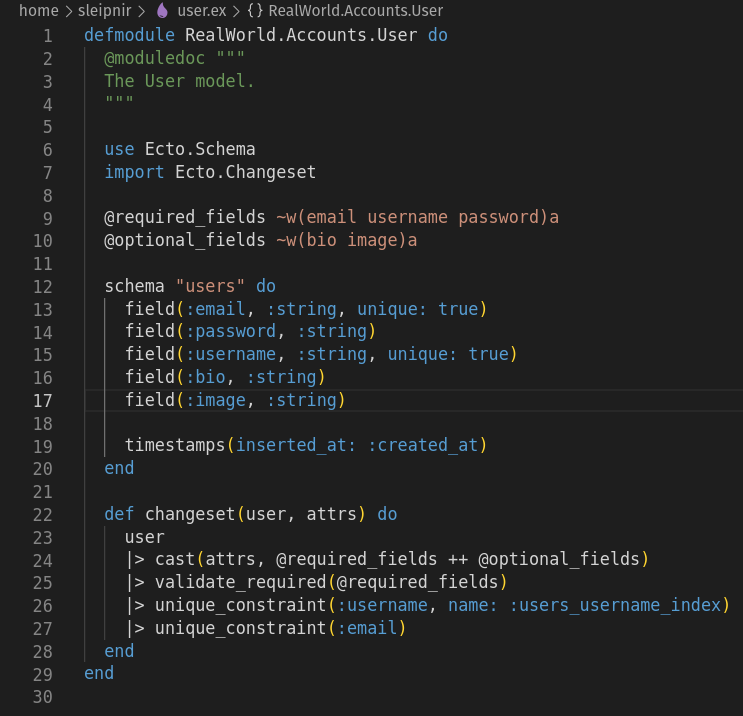 home > sleipnir > user.ex > {} RealWorld.Accounts.User
1 defmodule RealWorld.Accounts.User do
2   @moduledoc """
3   The User model.
4   """
5
6   use Ecto.Schema
7   import Ecto.Changeset
8
9   @required_fields ~w(email username password)a
10   @optional_fields ~w(bio image)a
11
12   schema "users" do
13     field(:email, :string, unique: true)
14     field(:password, :string)
15     field(:username, :string, unique: true)
16     field(:bio, :string)
17     field(:image, :string)
18
19     timestamps(inserted_at: :created_at)
20   end
21
22   def changeset(user, attrs) do
23     user
24     |> cast(attrs, @required_fields ++ @optional_fields)
25     |> validate_required(@required_fields)
26     |> unique_constraint(:username, name: :users_username_index)
27     |> unique_constraint(:email)
28   end
29 end
30